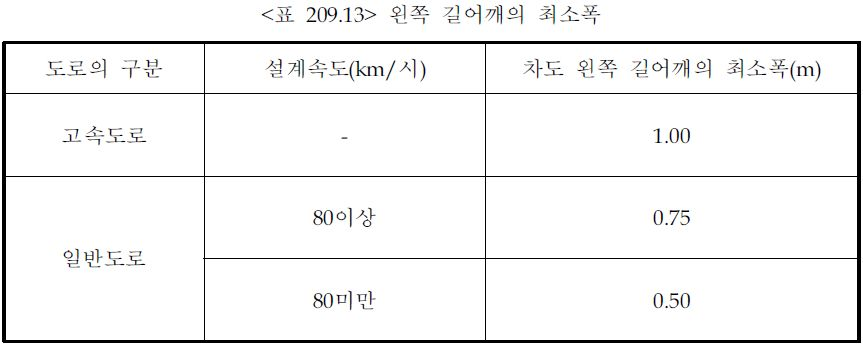 <표 209.13> 왼쪽 길어깨의 최소폭
도로의 구분 설계속도(km/시) 차도 왼쪽 길어깨의 최소폭(m)
고속도로 - 1.00
일반도로 80이상 0.75
80미만 0.50